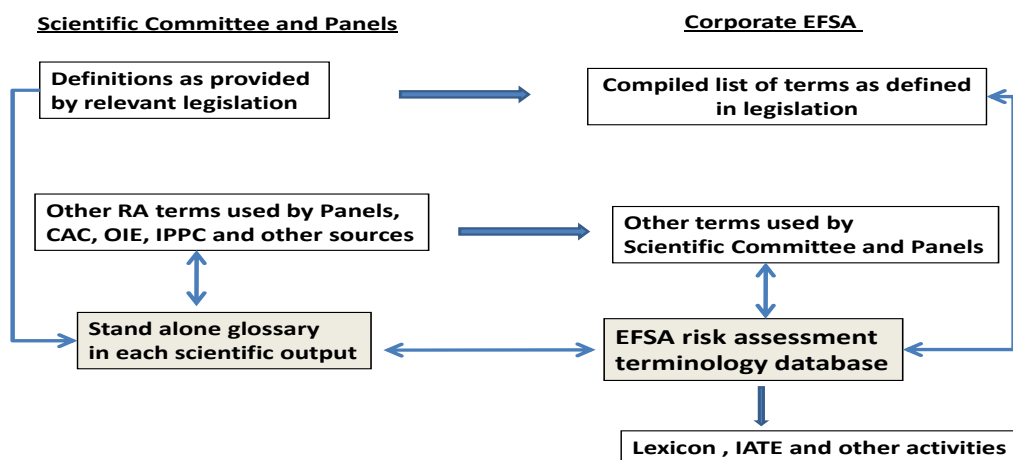 Scientific Committee and Panels
Corporate EFSA
Definitions as provided
by relevant legislation
Compiled list of terms as defined
in legislation
Other RA terms used by Panels,
CAC, OIE, IPPC and other sources
Other terms used by
Scientific Committee and Panels
Stand alone glossary
in each scientific output
EFSA risk assessment
terminology database
Lexicon , IATE and other activities